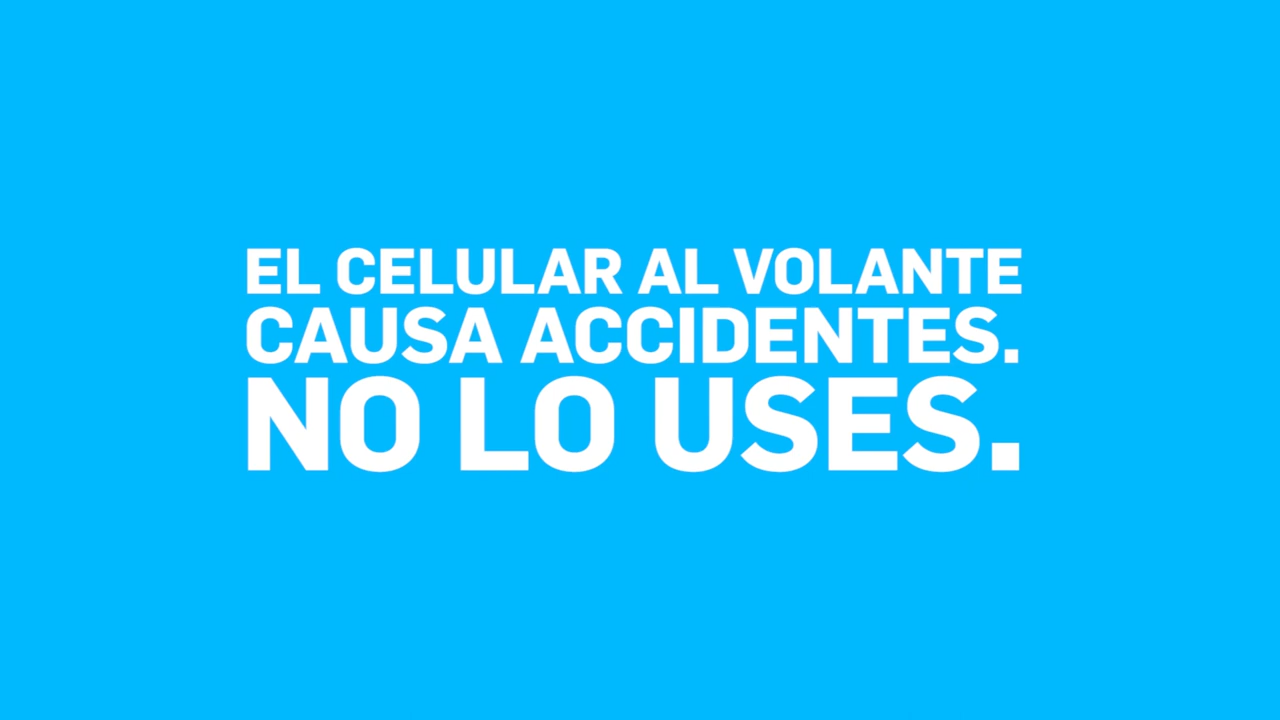 EL CELULAR AL VOLANTE
CAUSA ACCIDENTES.
NO LO USES.